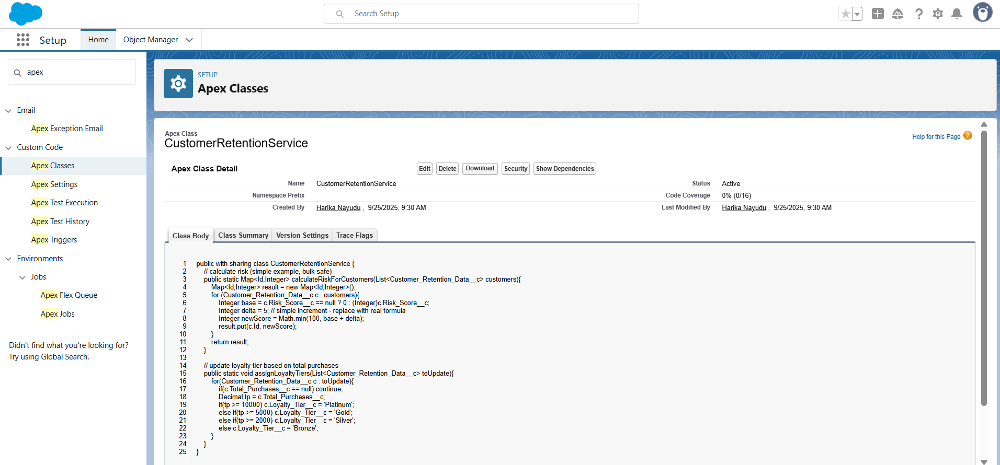 Search Setup
Setup
Home
Object Manager
apex
Email
Apex Exception Email
Custom Code
Apex Classes
Apex Settings
Apex Test Execution
Apex Test History
Apex Triggers
Environments
Jobs
Apex Flex Queue
Apex Jobs
Didn't find what you're looking for?
Try using Global Search.
SETUP
Apex Classes
Apex Class
CustomerRetentionService
Help for this Page ?
Apex Class Detail
Edit Delete Download Security Show Dependencies
Name CustomerRetentionService Status Active
Namespace Prefix Code Coverage 0% (0/16)
Created By Harika Nayudu , 9/25/2025, 9:30 AM Last Modified By Harika Nayudu , 9/25/2025, 9:30 AM
Class Body Class Summary Version Settings Trace Flags
1 public with sharing class CustomerRetentionService {
2 // calculate risk (simple example, bulk-safe)
3 public static Map<Id,Integer> calculateRiskForCustomers(List<Customer_Retention_Data__c> customers){
4 Map<Id,Integer> result = new Map<Id,Integer>();
5 for (Customer_Retention_Data__c c : customers){
6 Integer base = c.Risk_Score__c == null ? 0 : (Integer)c.Risk_Score__c;
7 Integer delta = 5; // simple increment - replace with real formula
8 Integer newScore = Math.min(100, base + delta);
9 result.put(c.Id, newScore);
10 }
11 return result;
12 }
13
14 // update loyalty tier based on total purchases
15 public static void assignLoyaltyTiers(List<Customer_Retention_Data__c> toUpdate){
16 for(Customer_Retention_Data__c c : toUpdate){
17 if(c.Total_Purchases__c == null) continue;
18 Decimal tp = c.Total_Purchases__c;
19 if(tp >= 10000) c.Loyalty_Tier__c = 'Platinum';
20 else if(tp >= 5000) c.Loyalty_Tier__c = 'Gold';
21 else if(tp >= 2000) c.Loyalty_Tier__c = 'Silver';
22 else c.Loyalty_Tier__c = 'Bronze';
23 }
24 }
25 }